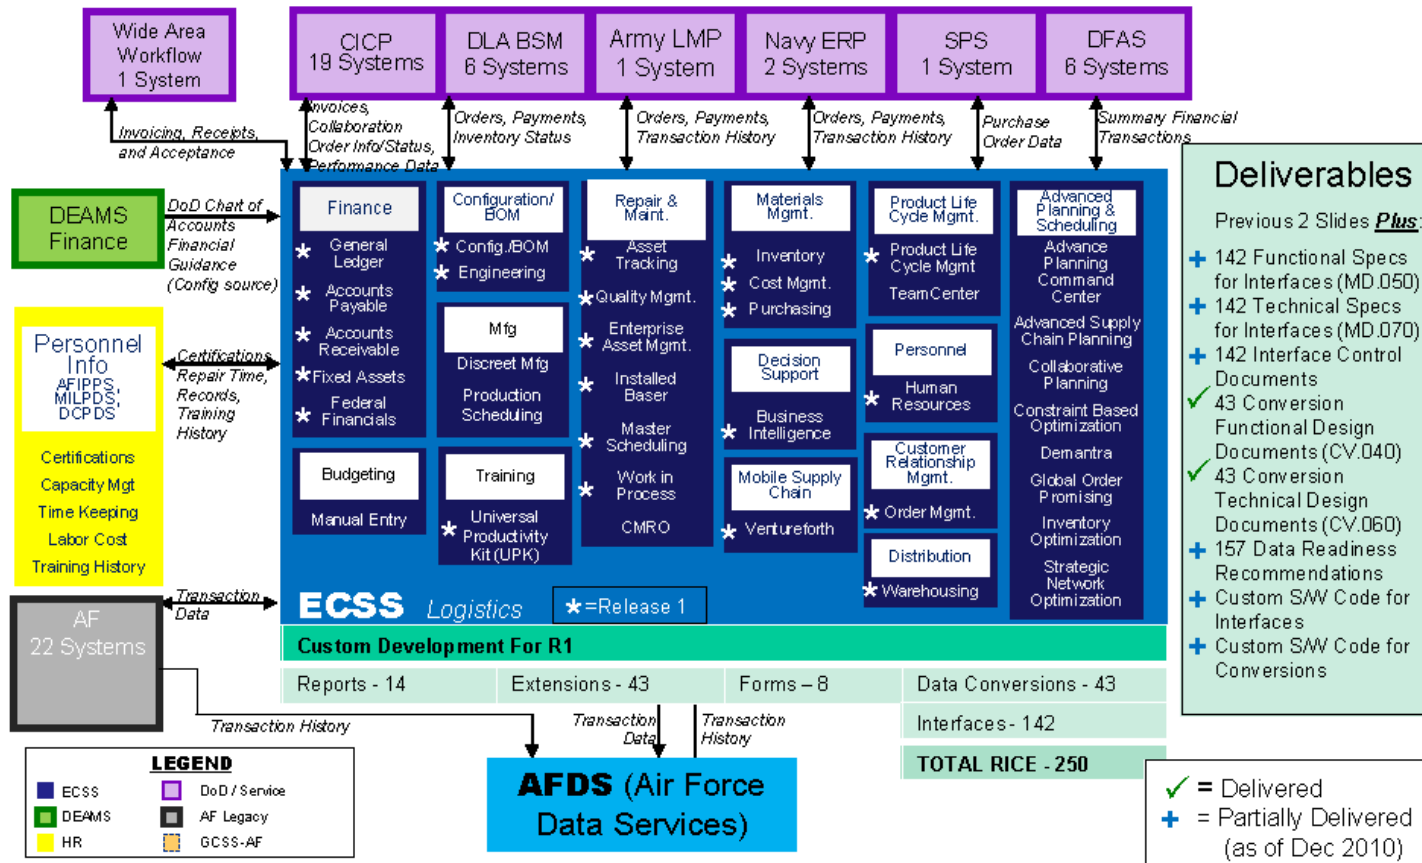 Wide Area
Workflow
1 System
CICP
19 Systems
DLA BSM
6 Systems
Army LMP
1 System
Navy ERP
2 Systems
SPS
1 System
DFAS
6 Systems
Invoicing, Receipts,
and Acceptance
Invoices,
Collaboration
Order Info/Status,
Performance Data
Orders, Payments,
Inventory Status
Orders, Payments,
Transaction History
Orders, Payments,
Transaction History
Purchase
Order Data
Summary Financial
Transactions
DEAMS
Finance
DoD Chart of
Accounts
Financial
Guidance
(Config source)
Personnel
Info
AFIPPS,
MILPDS,
DCPDS
Certifications
Capacity Mgt
Time Keeping
Labor Cost
Training History
Certifications
Repair Time,
Records,
Training
History
AF
22 Systems
Transaction
Data
Finance
* General
Ledger
* Accounts
Payable
* Accounts
Receivable
* Fixed Assets
* Federal
Financials
Budgeting
Manual Entry
Configuration/
BOM
* Config./BOM
* Engineering
Mfg
Discreet Mfg
Production
Scheduling
Training
* Universal
Productivity
Kit (UPK)
Repair &
Maint.
* Asset
Tracking
* Quality Mgmt.
* Enterprise
Asset Mgmt.
* Installed
Baser
* Master
Scheduling
* Work in
Process
CMRO
Materials
Mgmt.
* Inventory
* Cost Mgmt.
* Purchasing
Decision
Support
* Business
Intelligence
Mobile Supply
Chain
* Ventureforth
Product Life
Cycle Mgmt.
* Product Life
Cycle Mgmt
TeamCenter
Personnel
* Human
Resources
Customer
Relationship
Mgmt.
* Order Mgmt.
Distribution
* Warehousing
Advanced
Planning &
Scheduling
Advance
Planning
Command
Center
Advanced Supply
Chain Planning
Collaborative
Planning
Constraint Based
Optimization
Demantra
Global Order
Promising
Inventory
Optimization
Strategic
Network
Optimization
ECSS Logistics
*=Release 1
Custom Development For R1
Reports - 14
Extensions - 43
Forms – 8
Data Conversions - 43
Interfaces - 142
TOTAL RICE - 250
Transaction History
Transaction
Data
Transaction
History
AFDS (Air Force
Data Services)
LEGEND
ECSS
DoD / Service
DEAMS
AF Legacy
HR
GCSS-AF
Deliverables
Previous 2 Slides Plus:
+ 142 Functional Specs
for Interfaces (MD.050)
+ 142 Technical Specs
for Interfaces (MD.070)
+ 142 Interface Control
Documents
✓ 43 Conversion
Functional Design
Documents (CV.040)
✓ 43 Conversion
Technical Design
Documents (CV.060)
+ 157 Data Readiness
Recommendations
+ Custom S/W Code for
Interfaces
+ Custom S/W Code for
Conversions
✓ = Delivered
+ = Partially Delivered
(as of Dec 2010)